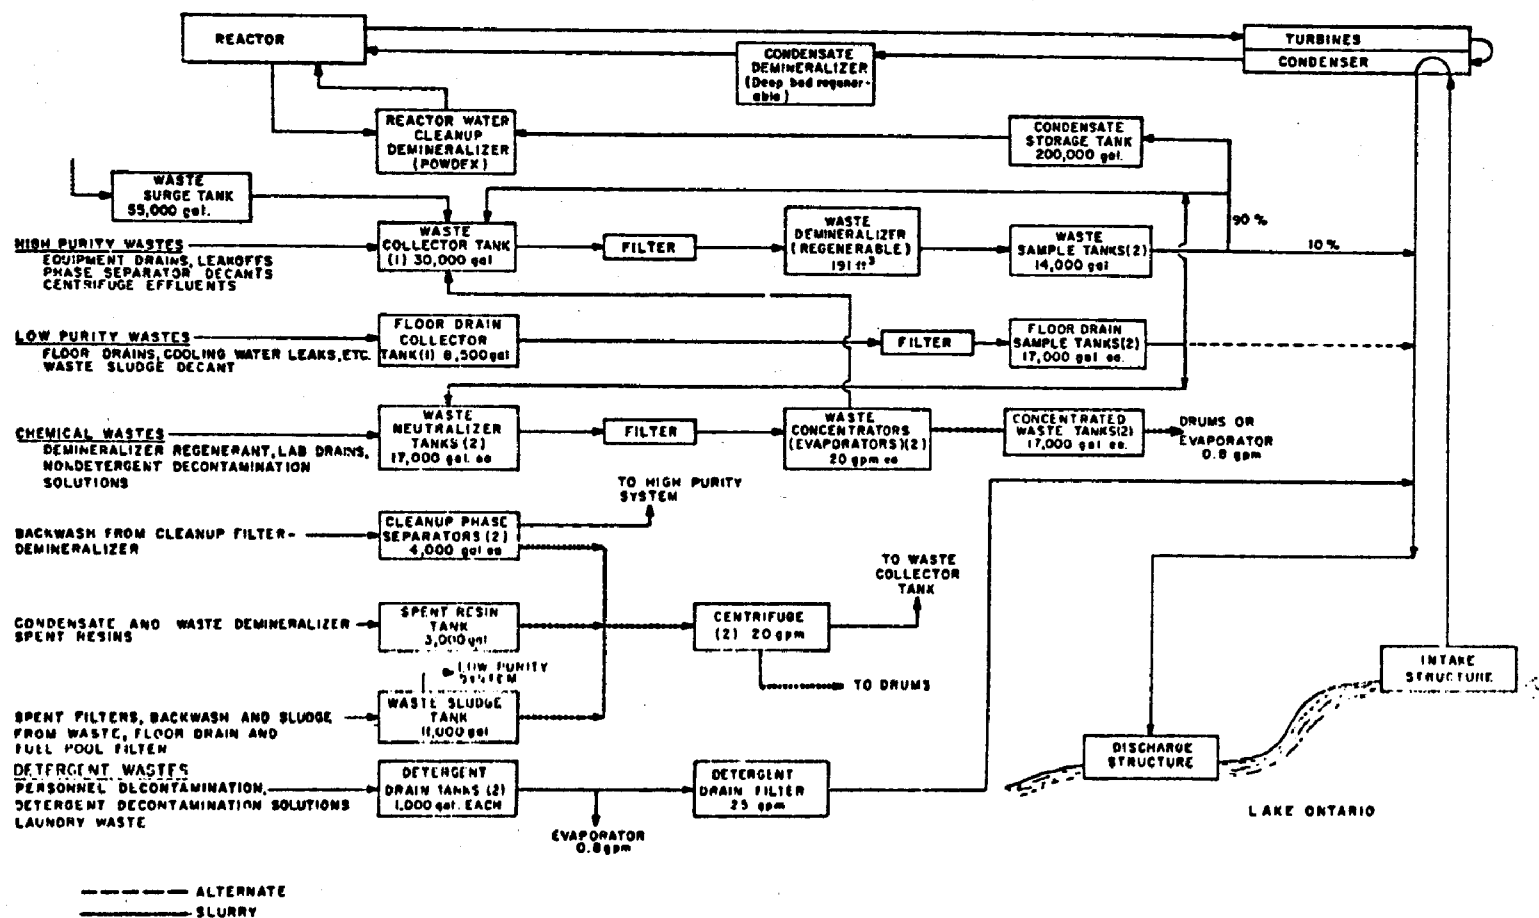 REACTOR
TURBINES
CONDENSER
CONDENSATE
DEMINERALIZER
(Deep bed regener-
able)
REACTOR WATER
CLEANUP
DEMINERALIZER
(POWDEX)
CONDENSATE
STORAGE TANK
200,000 gal.
WASTE
SURGE TANK
55,000 gal.
HIGH PURITY WASTES
EQUIPMENT DRAINS, LEAKOFFS
PHASE SEPARATOR DECANTS
CENTRIFUGE EFFLUENTS
WASTE
COLLECTOR TANK
(1) 30,000 gal
FILTER
WASTE
DEMINERALIZER
(REGENERABLE)
191 ft³
WASTE
SAMPLE TANKS(2)
14,000 gal
90 %
10 %
LOW PURITY WASTES
FLOOR DRAINS, COOLING WATER LEAKS, ETC.
WASTE SLUDGE DECANT
FLOOR DRAIN
COLLECTOR
TANK(1) 8,500gal
FILTER
FLOOR DRAIN
SAMPLE TANKS(2)
17,000 gal ea.
CHEMICAL WASTES
DEMINERALIZER REGENERANT, LAB DRAINS,
NONDETERGENT DECONTAMINATION
SOLUTIONS
WASTE
NEUTRALIZER
TANKS (2)
17,000 gal. ea
FILTER
WASTE
CONCENTRATORS
(EVAPORATORS)(2)
20 gpm ea
CONCENTRATED
WASTE TANKS(2)
17,000 gal ea.
DRUMS OR
EVAPORATOR
0.8 gpm
TO HIGH PURITY
SYSTEM
BACKWASH FROM CLEANUP FILTER-
DEMINERALIZER
CLEANUP PHASE
SEPARATORS (2)
4,000 gal ea
TO WASTE
COLLECTOR
TANK
CONDENSATE AND WASTE DEMINERALIZER
SPENT RESINS
SPENT RESIN
TANK
3,000 gal
CENTRIFUGE
(2) 20 gpm
TO DRUMS
LOW PURITY
SYSTEM
SPENT FILTERS, BACKWASH AND SLUDGE
FROM WASTE, FLOOR DRAIN AND
FUEL POOL FILTER
WASTE SLUDGE
TANK
11,000 gal
INTAKE
STRUCTURE
DISCHARGE
STRUCTURE
LAKE ONTARIO
DETERGENT WASTES
PERSONNEL DECONTAMINATION,
DETERGENT DECONTAMINATION SOLUTIONS
LAUNDRY WASTE
DETERGENT
DRAIN TANKS (2)
1,000 gal. EACH
DETERGENT
DRAIN FILTER
25 gpm
EVAPORATOR
0.8gpm
ALTERNATE
SLURRY